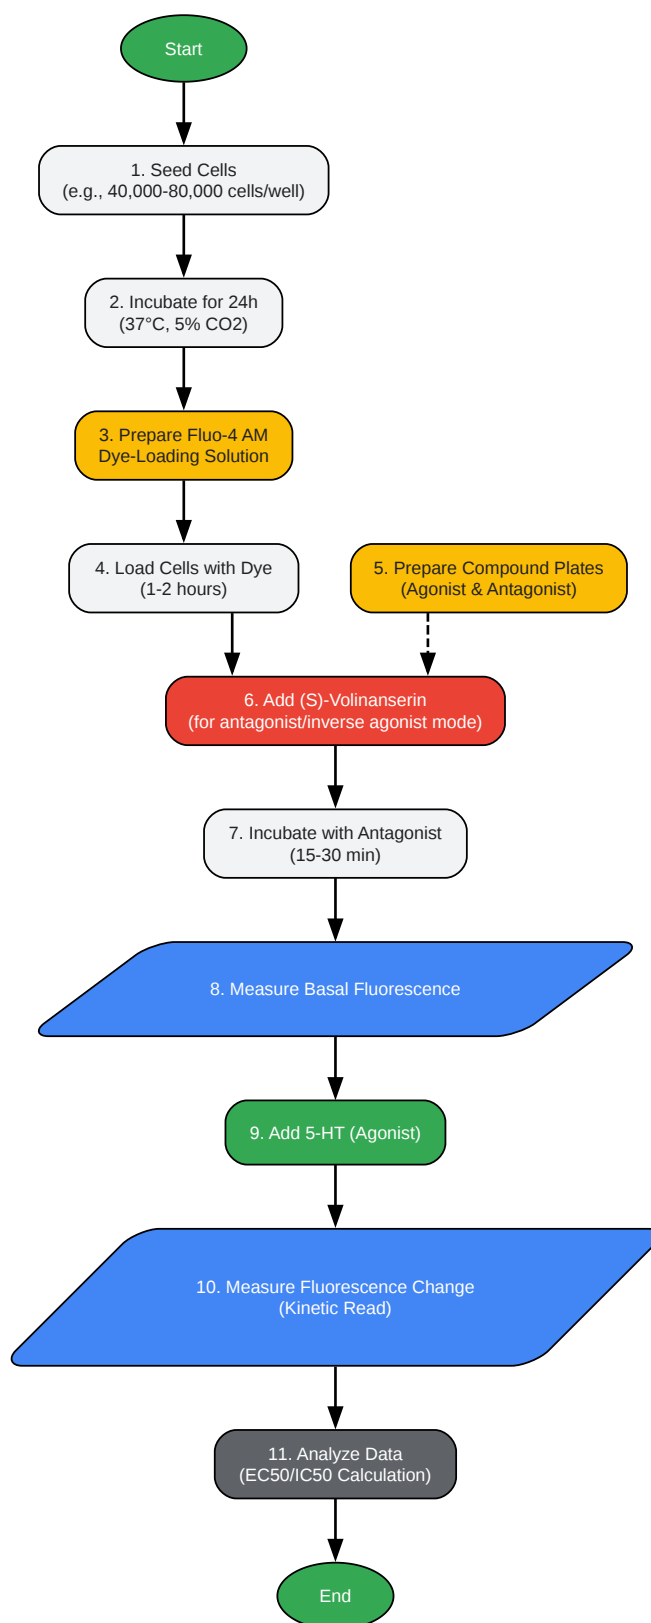 Start
1. Seed Cells
(e.g., 40,000-80,000 cells/well)
2. Incubate for 24h
(37°C, 5% CO2)
3. Prepare Fluo-4 AM
Dye-Loading Solution
4. Load Cells with Dye
(1-2 hours)
5. Prepare Compound Plates
(Agonist & Antagonist)
6. Add (S)-Volinanserin
(for antagonist/inverse agonist mode)
7. Incubate with Antagonist
(15-30 min)
8. Measure Basal Fluorescence
9. Add 5-HT (Agonist)
10. Measure Fluorescence Change
(Kinetic Read)
11. Analyze Data
(EC50/IC50 Calculation)
End